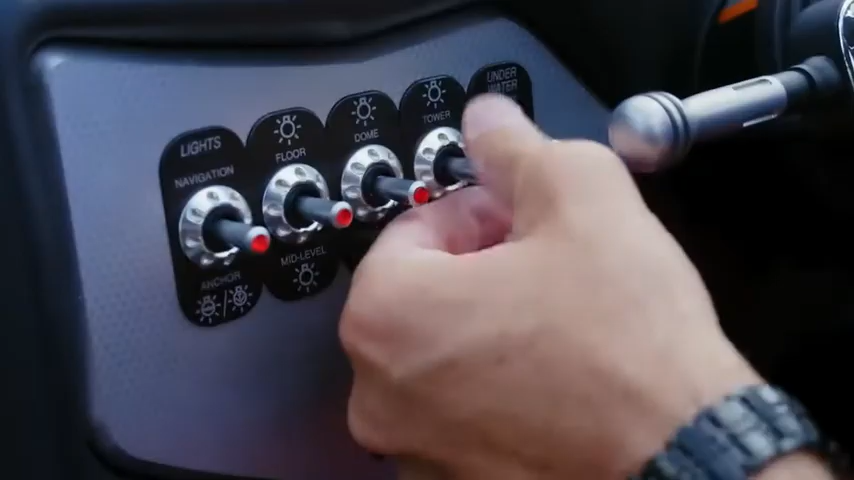 LIGHTS
NAVIGATION
ANCHOR
FLOOR
MID-LEVEL
DOME
TOWER
UNDER
WATER